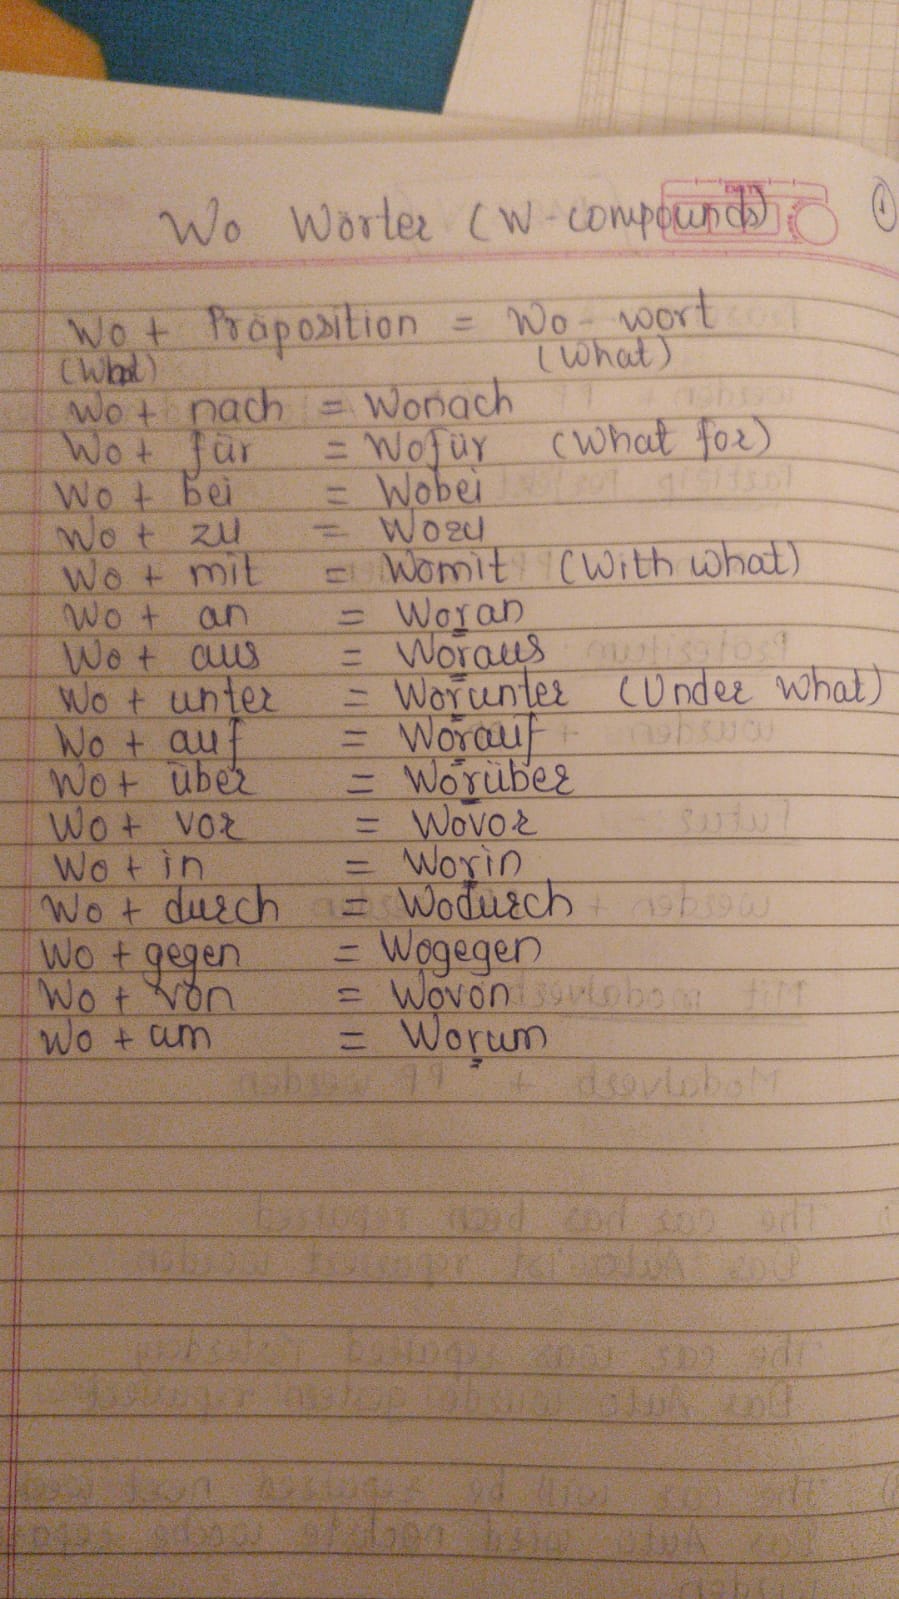 Wo Wörter (W-compounds) 1
Wo + Präposition = Wo-wort
(What) (What)
Wo + nach = Wonach
Wo + für = Wofür (What for)
Wo + bei = Wobei
Wo + zu = Wozu
Wo + mit = Womit (With what)
Wo + an = Woran
Wo + aus = Woraus
Wo + unter = Worunter (Under what)
Wo + auf = Worauf
Wo + über = Worüber
Wo + vor = Wovor
Wo + in = Worin
Wo + durch = Wodurch
Wo + gegen = Wogegen
Wo + von = Wovon
Wo + um = Worum